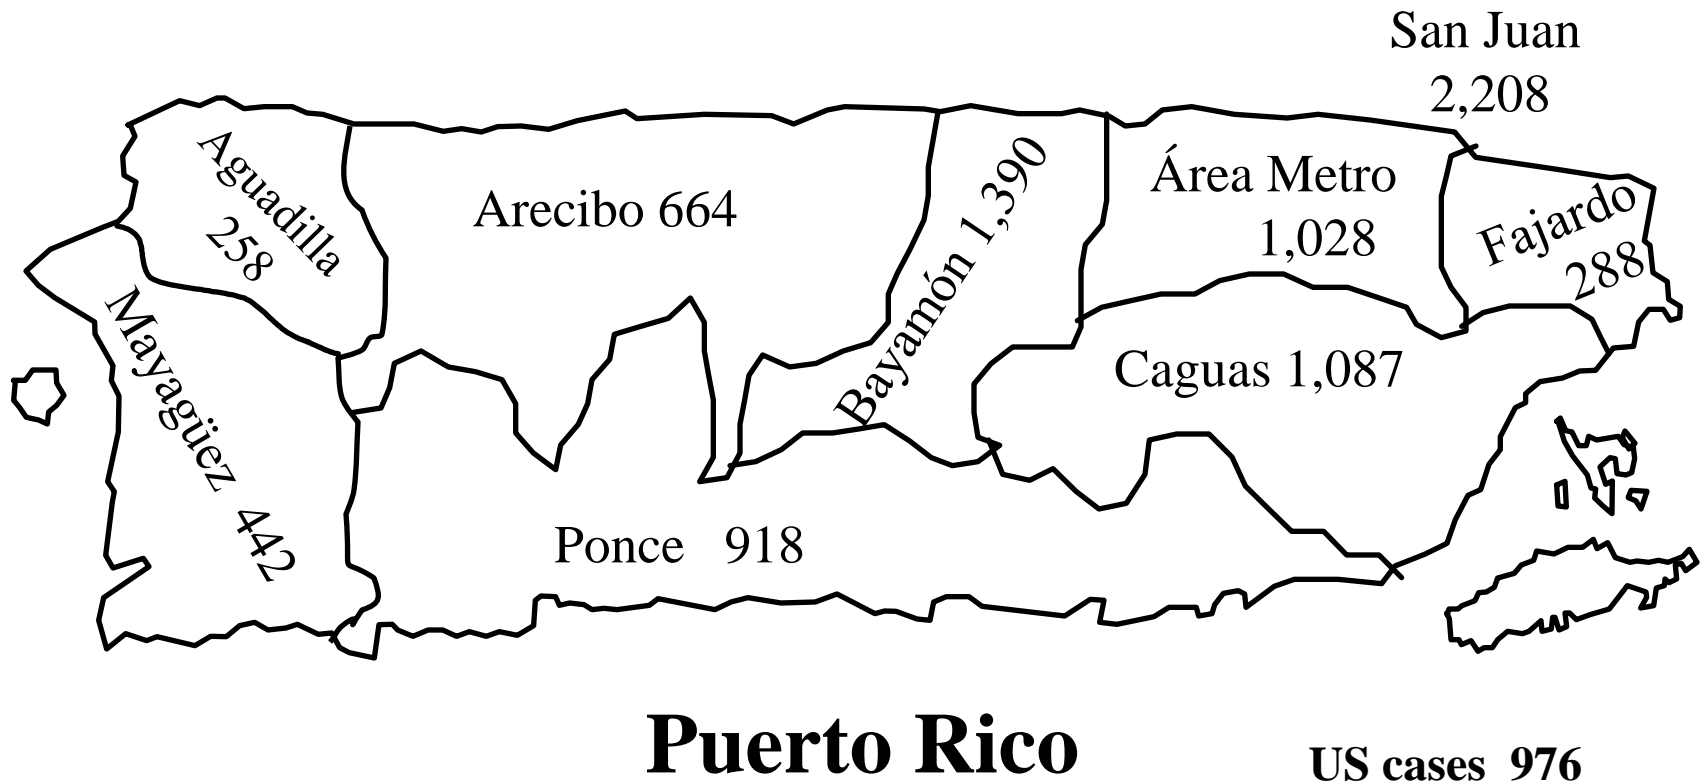 San Juan
2,208
Aguadilla
258
Arecibo 664
Bayamón 1,390
Área Metro
1,028
Fajardo
288
Mayagüez 442
Caguas 1,087
Ponce 918
Puerto Rico
US cases 976